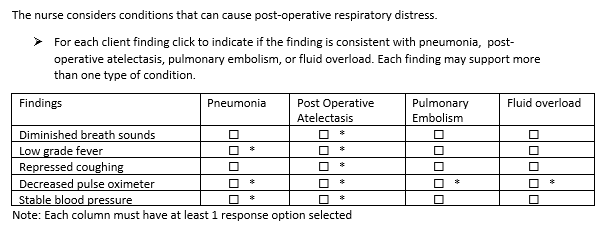 The nurse considers conditions that can cause post-operative respiratory distress.
➤ For each client finding click to indicate if the finding is consistent with pneumonia, post-
operative atelectasis, pulmonary embolism, or fluid overload. Each finding may support more
than one type of condition.
Findings Pneumonia Post Operative Atelectasis Pulmonary Embolism Fluid overload
Diminished breath sounds ☐ ☐ * ☐ ☐
Low grade fever ☐ * ☐ * ☐ ☐
Repressed coughing ☐ ☐ * ☐ ☐
Decreased pulse oximeter ☐ * ☐ * ☐ * ☐ *
Stable blood pressure ☐ * ☐ * ☐ ☐
Note: Each column must have at least 1 response option selected